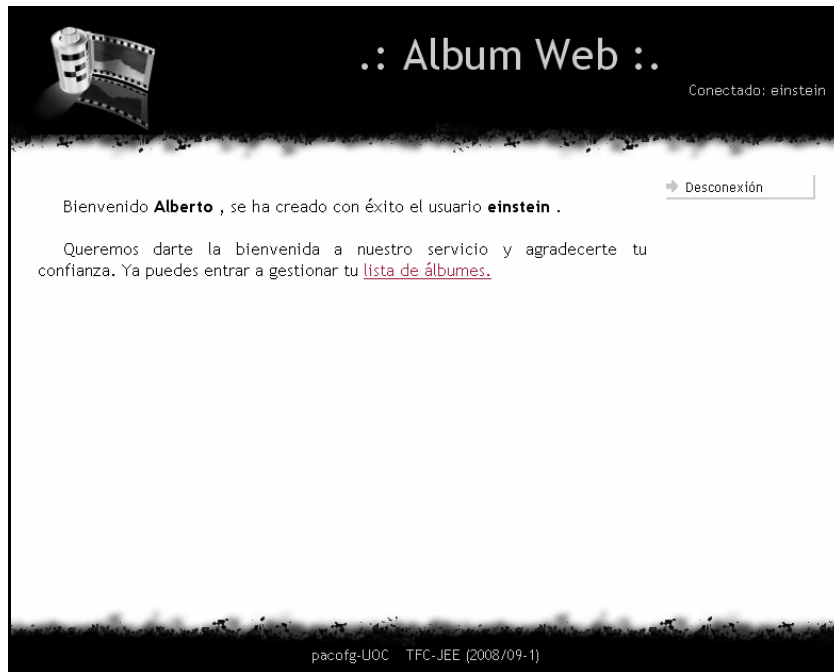 .: Album Web :.
Conectado: einstein
Desconexión
Bienvenido Alberto , se ha creado con éxito el usuario einstein .
Queremos darte la bienvenida a nuestro servicio y agradecerte tu
confianza. Ya puedes entrar a gestionar tu lista de álbumes.
pacofg-UOC TFC-JEE (2008/09-1)